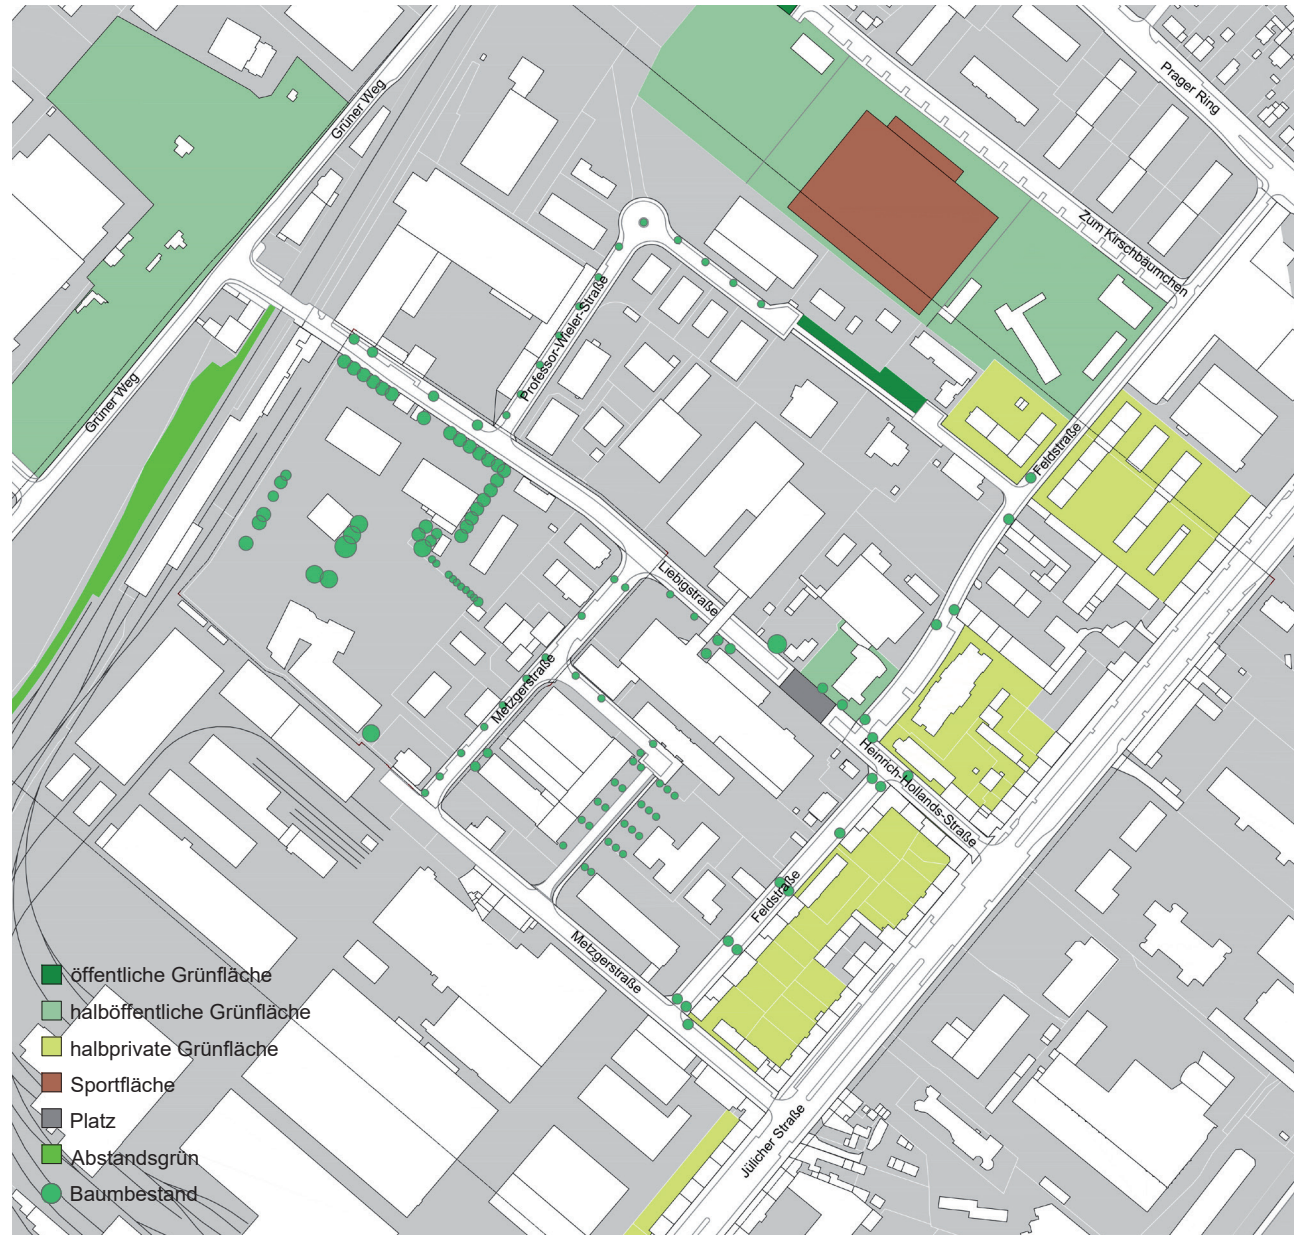 Grüner Weg
Prager Ring
Zum Kirschbäumchen
Professor-Wieler-Straße
Grüner Weg
Feldstraße
Liebigstraße
Metzgerstraße
Heinrich-Hollands-Straße
Feldstraße
Metzgerstraße
Jülicher Straße
öffentliche Grünfläche
halböffentliche Grünfläche
halbprivate Grünfläche
Sportfläche
Platz
Abstandsgrün
Baumbestand